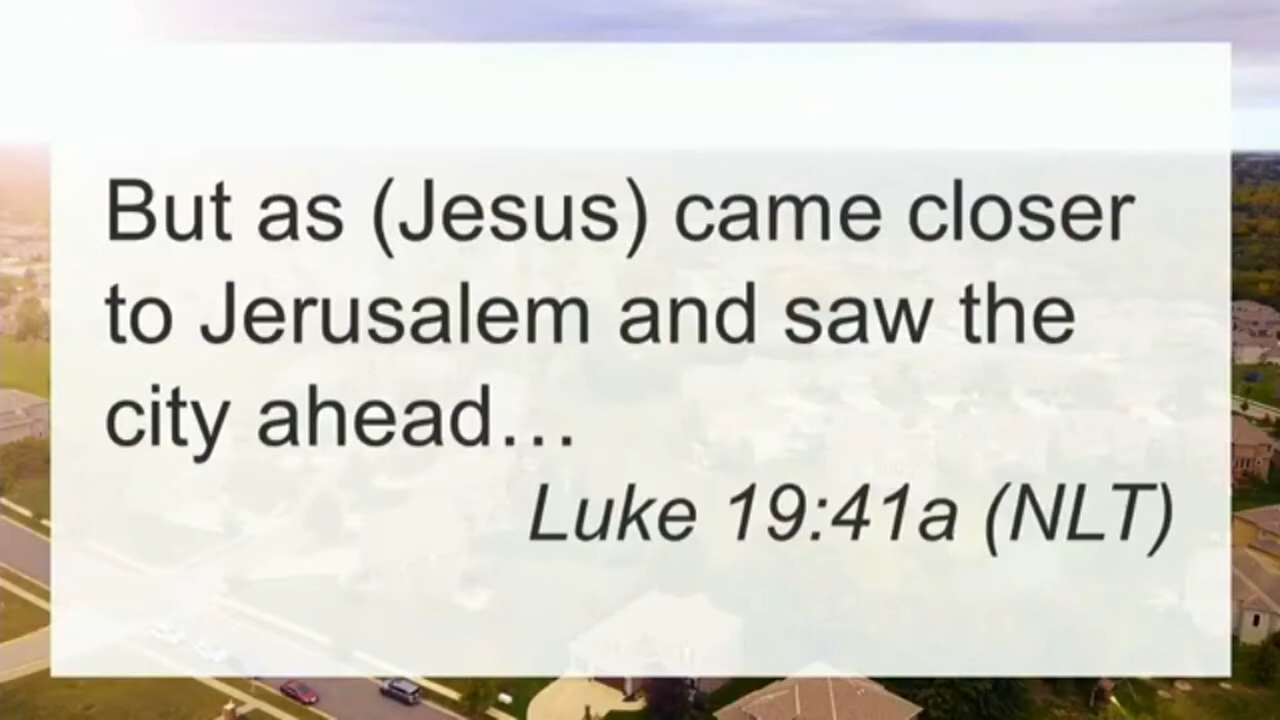 But as (Jesus) came closer
to Jerusalem and saw the
city ahead…
Luke 19:41a (NLT)